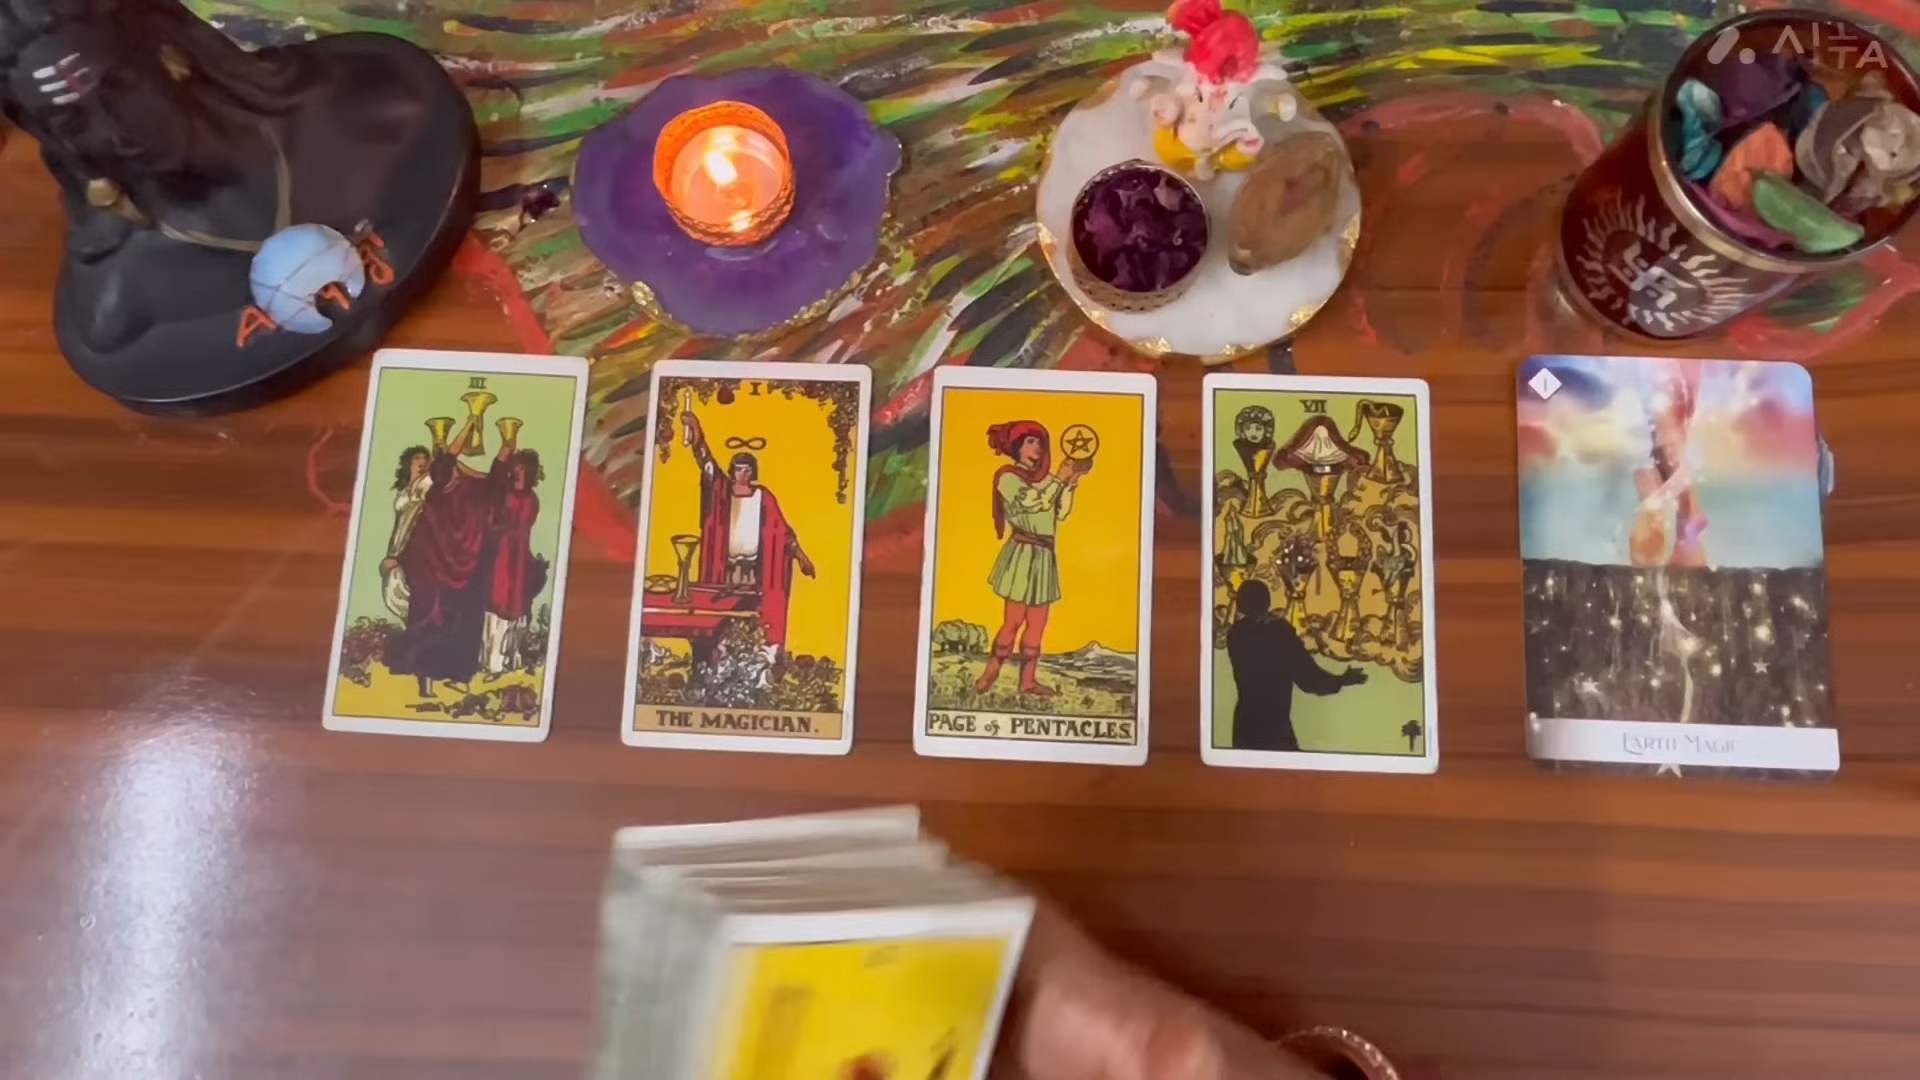 III
I
THE MAGICIAN.
PAGE of PENTACLES.
VII
I
EARTH MAGIC